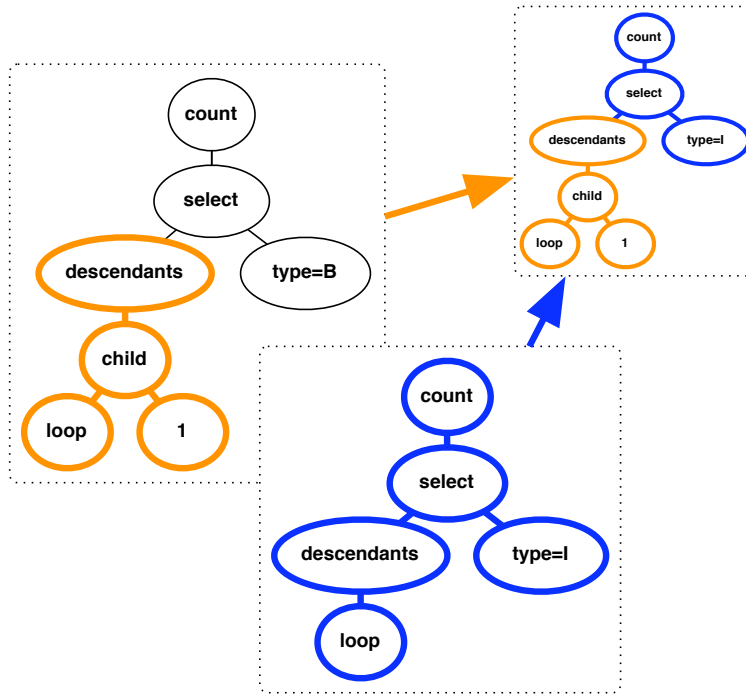 count
select
descendants
type=B
child
loop
1
count
select
descendants
type=I
child
loop
1
count
select
descendants
type=I
loop